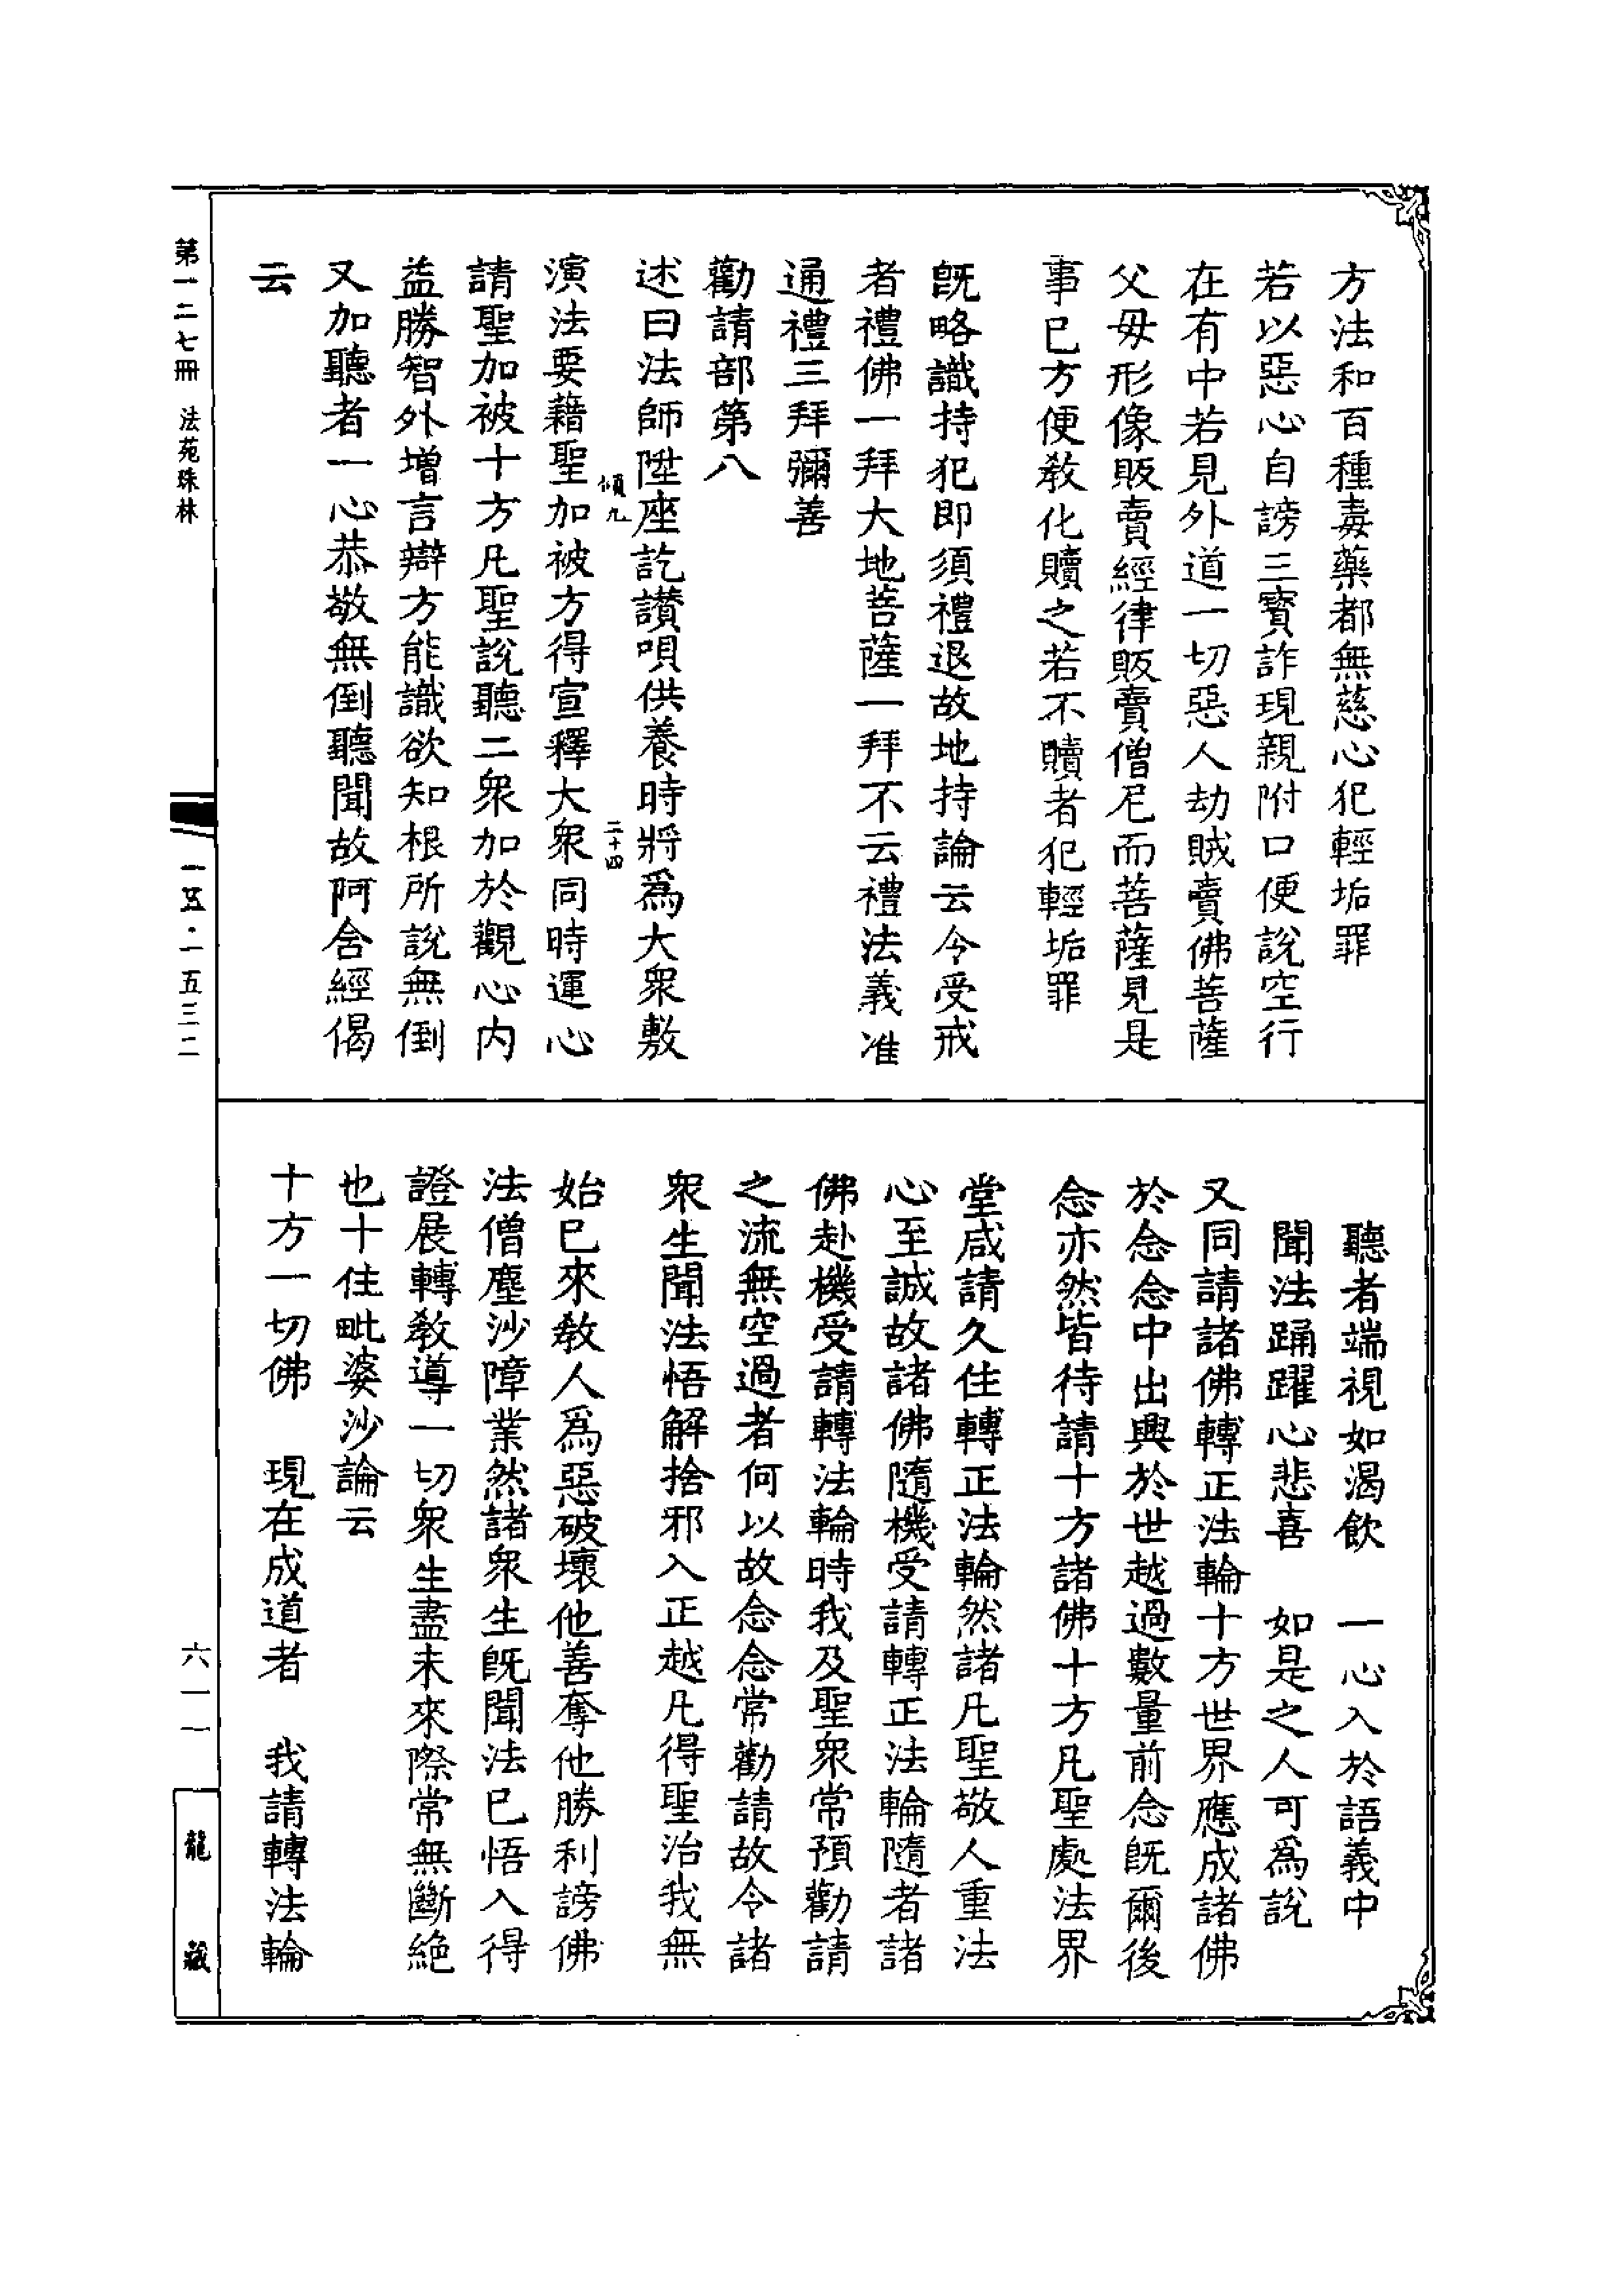 方法和百種毒藥都無慈心犯輕垢罪
若以惡心自謗三寳詐現親附口便說空行
在有中若見外道一切惡人劫賊賣佛菩薩
父母形像販賣經律販賣僧尼而菩薩見是
事已方便敎化贖之若不贖者犯輕垢罪
旣略識持犯即須禮退故地持論云今受戒
者禮佛一拜大地菩薩一拜不云禮法義准
通禮三拜彌善
勸請部第八
述曰法師陞座訖讃唄供養時將爲大衆敷
傾九
二十四
演法要藉聖加被方得宣釋大衆同時運心
請聖加被十方凡聖說聽二衆加於觀心内
益勝智外增言辯方能識欲知根所說無倒
又加聽者一心恭敬無倒聽聞故阿含經偈
云
聽者端視如渴飲　一心入於語義中
聞法踊躍心悲喜　如是之人可爲說
又同請諸佛轉正法輪十方世界應成諸佛
於念念中出興於世越過數量前念旣爾後
念亦然皆待請十方諸佛十方凡聖處法界
堂咸請久住轉正法輪然諸凡聖敬人重法
心至誠故諸佛隨機受請轉正法輪隨者諸
佛赴機受請轉法輪時我及聖衆常預勸請
之流無空過者何以故念念常勸請故令諸
衆生聞法悟解捨邪入正越凡得聖治我無
始已來敎人爲惡破壞他善奪他勝利謗佛
法僧塵沙障業然諸衆生旣聞法已悟入得
證展轉敎導一切衆生盡未來際常無斷絕
也十住毗婆沙論云
十方一切佛　現在成道者　我請轉法輪
第一二七冊　法苑珠林
一五·一五三二
六一一
龍藏